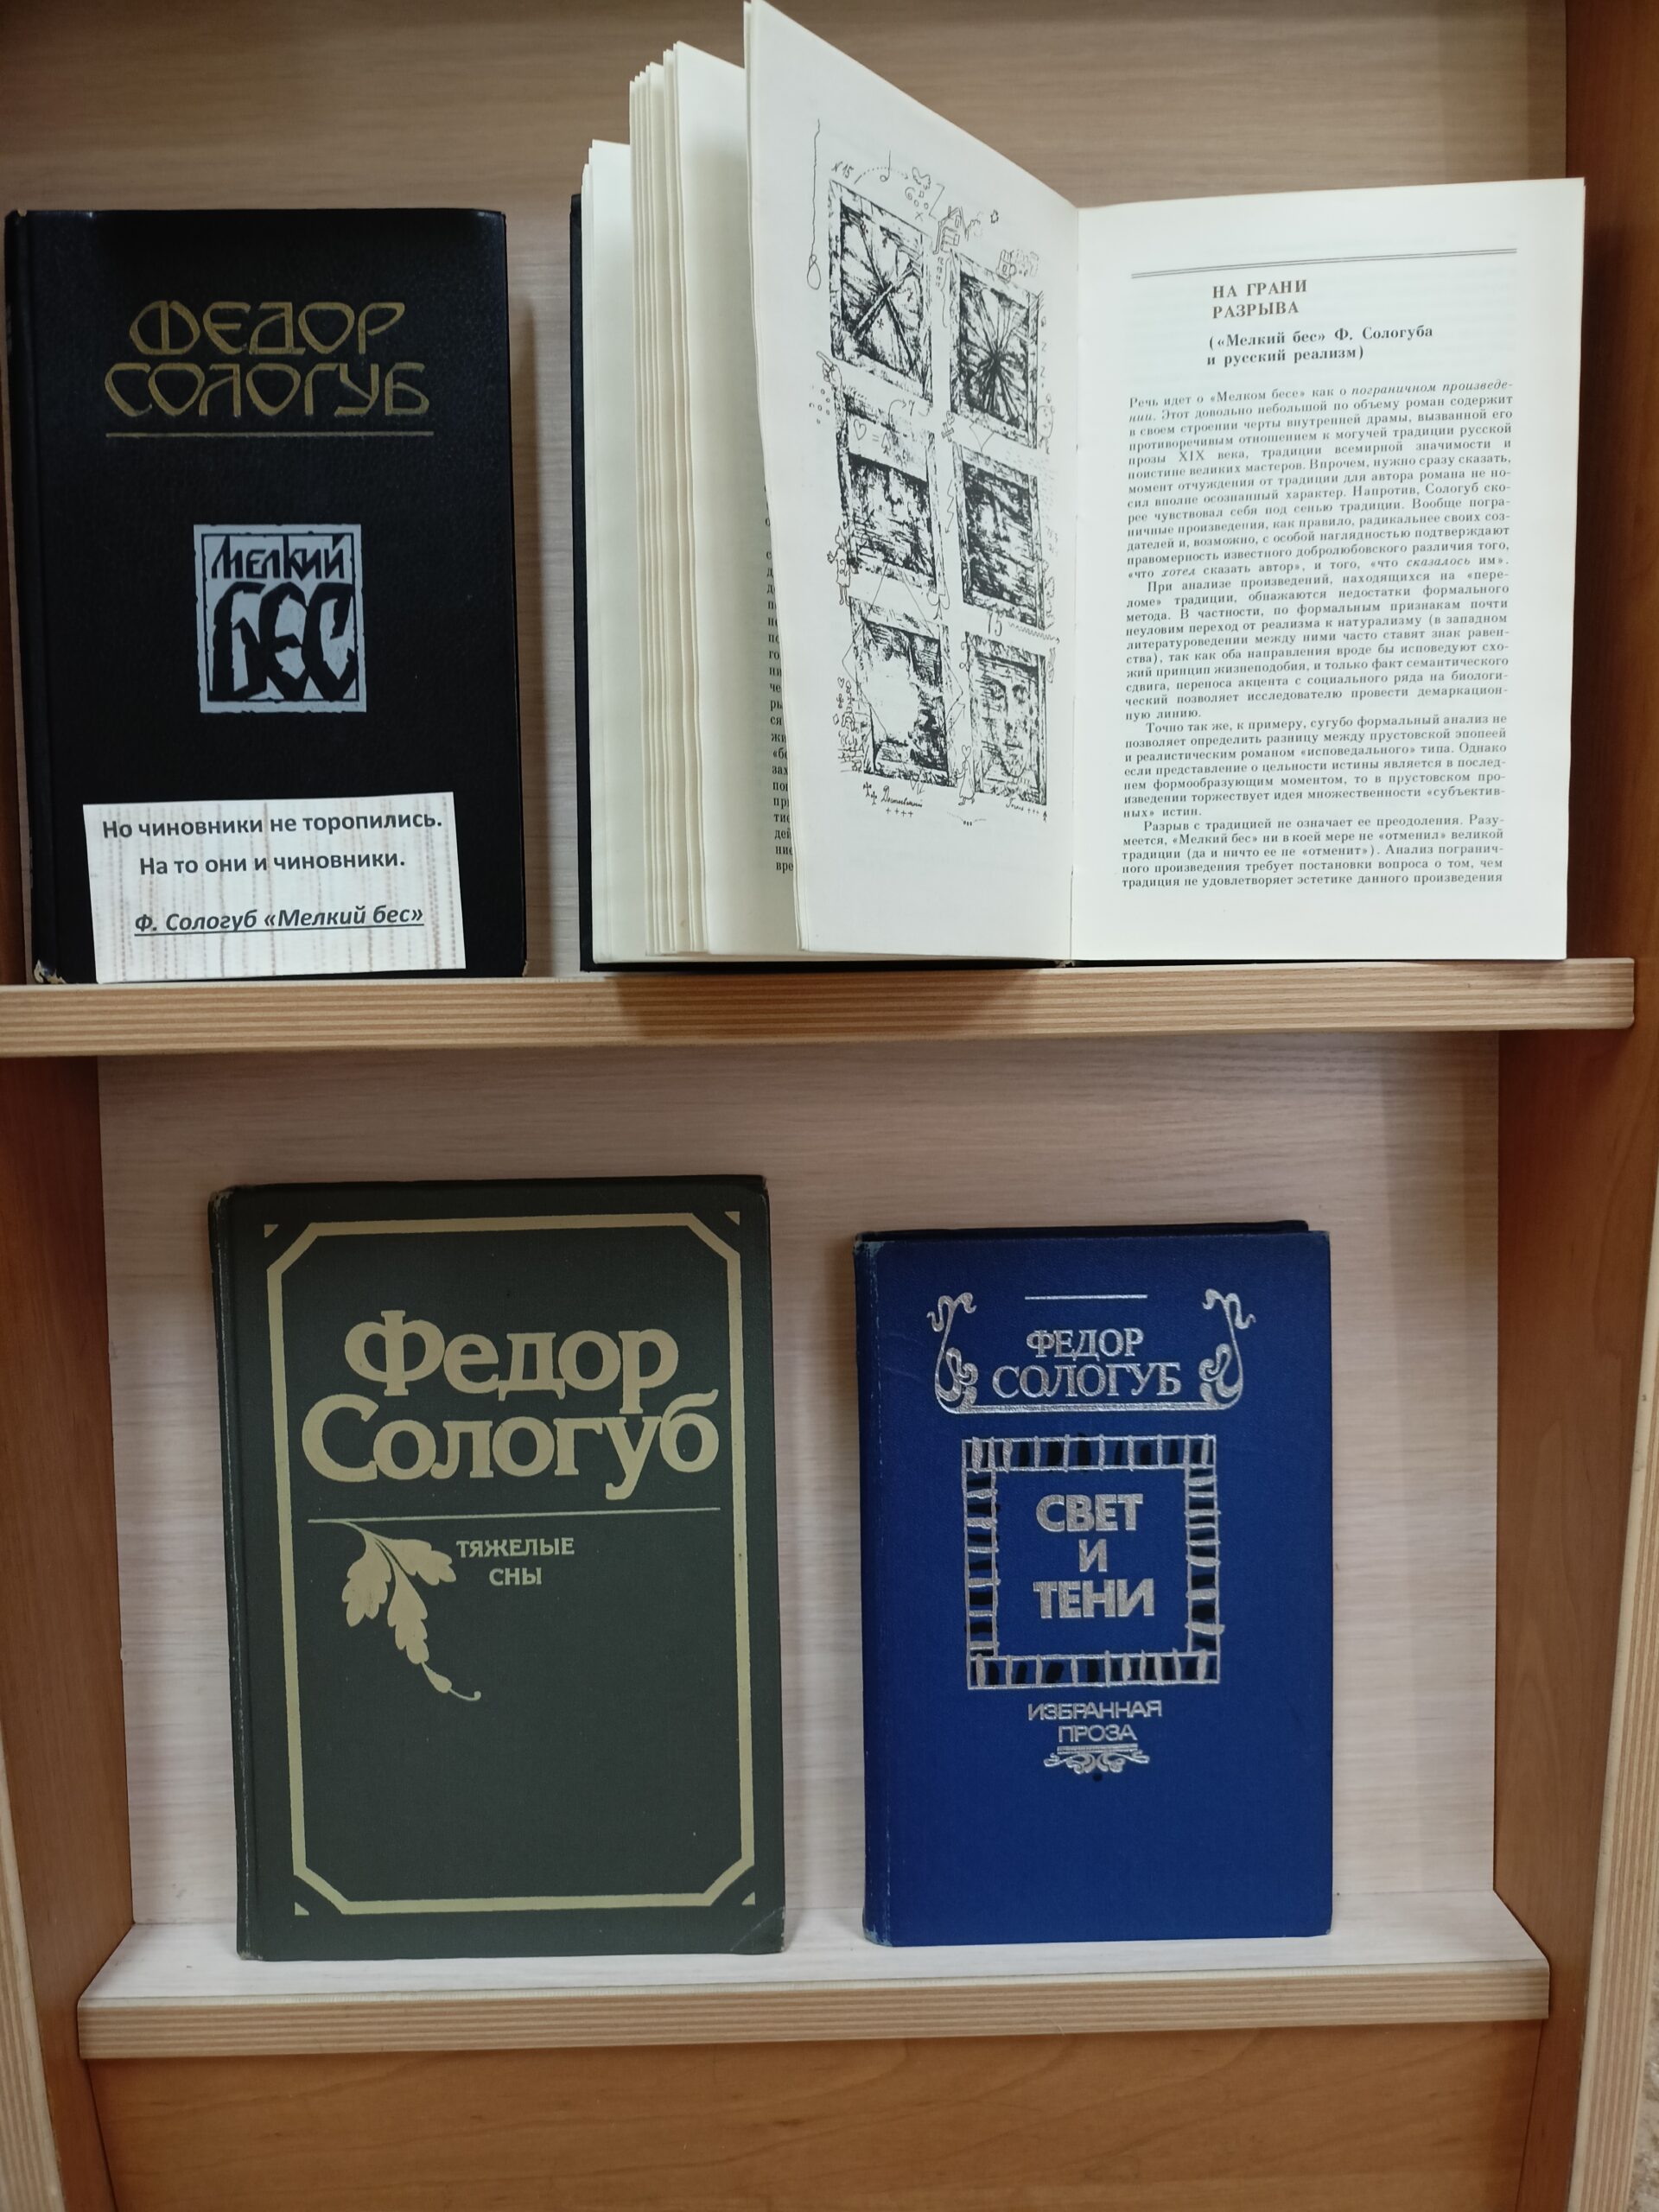 ФЕДОР
СОЛОГУБ
МЕЛКИЙ
БЕС
Но чиновники не торопились.
На то они и чиновники.
Ф. Сологуб «Мелкий бес»
НА ГРАНИ
РАЗРЫВА
(«Мелкий бес» Ф. Сологуба
и русский реализм)
Речь идет о «Мелком бесе» как о пограничном произведе-
нии. Этот довольно небольшой по объему роман содержит
в своем строении черты внутренней драмы, вызванной его
противоречивым отношением к могучей традиции русской
прозы XIX века, традиции всемирной значимости и
поистине великих мастеров. Впрочем, нужно сразу сказать,
момент отчуждения от традиции для автора романа не но-
сил вполне осознанный характер. Напротив, Сологуб ско-
рее чувствовал себя под сенью традиции. Вообще погра-
ничные произведения, как правило, радикальнее своих соз-
дателей и, возможно, с особой наглядностью подтверждают
правомерность известного добролюбовского различия того,
«что хотел сказать автор», и того, «что сказалось им».
При анализе произведений, находящихся на «пере-
ломе» традиции, обнажаются недостатки формального
метода. В частности, по формальным признакам почти
неуловим переход от реализма к натурализму (в западном
литературоведении между ними часто ставят знак равен-
ства), так как оба направления вроде бы исповедуют схо-
жий принцип жизнеподобия, и только факт семантического
сдвига, переноса акцента с социального ряда на биологи-
ческий позволяет исследователю провести демаркацион-
ную линию.
Точно так же, к примеру, сугубо формальный анализ не
позволяет определить разницу между прустовской эпопеей
и реалистическим романом «исповедального» типа. Однако
если представление о цельности истины является в послед-
нем формообразующим моментом, то в прустовском про-
изведении торжествует идея множественности «субъектив-
ных» истин.
Разрыв с традицией не означает ее преодоления. Разу-
меется, «Мелкий бес» ни в коей мере не «отменил» великой
традиции (да и ничто ее не «отменит»). Анализ погранич-
ного произведения требует постановки вопроса о том, чем
традиция не удовлетворяет эстетике данного произведения
Федор
Сологуб
ТЯЖЕЛЫЕ
СНЫ
ФЕДОР
СОЛОГУБ
СВЕТ
И
ТЕНИ
ИЗБРАННАЯ
ПРОЗА